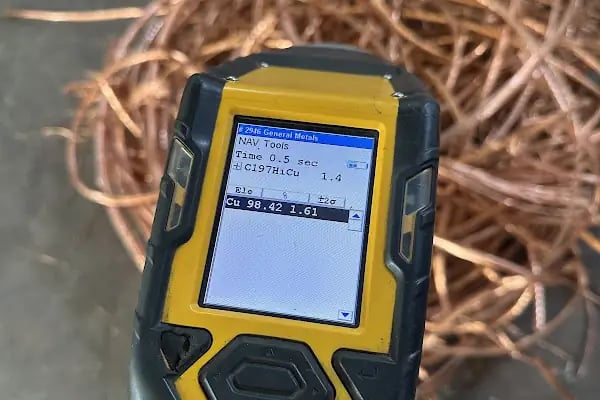 # 2946 General Metals
NAV Tools
Time 0.5 sec
C197HiCu 1.4
Ele % ±2σ
Cu 98.42 1.61